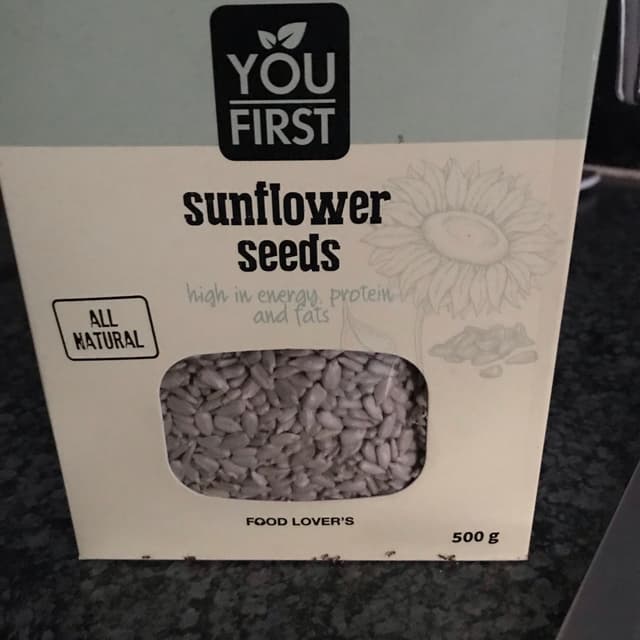 YOU
FIRST
sunflower
seeds
high in energy, protein
and fats
ALL
NATURAL
FOOD LOVER'S
500 g